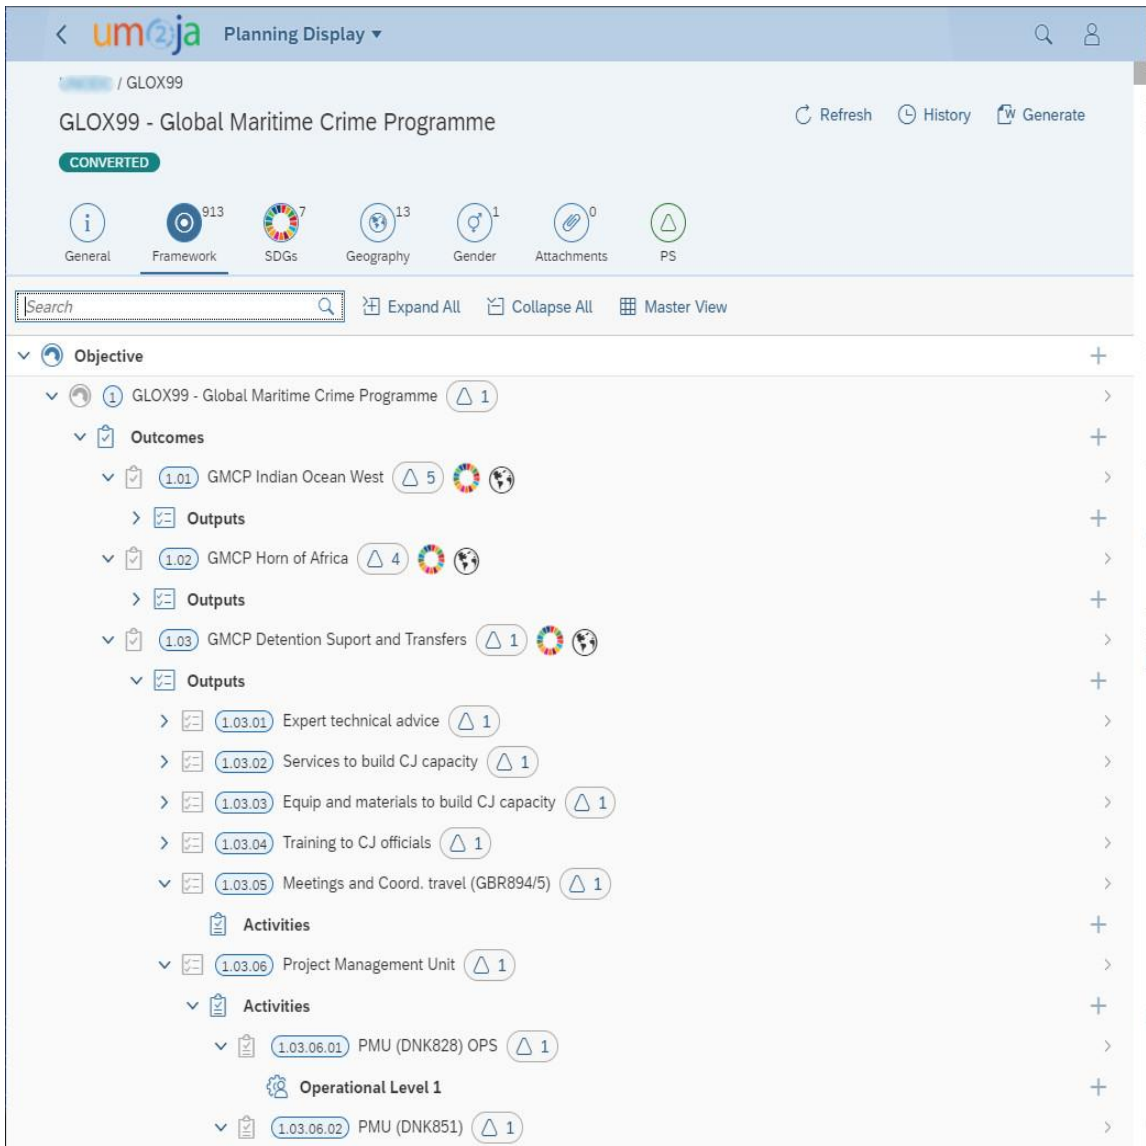 umoja Planning Display
/ GLOX99
GLOX99 - Global Maritime Crime Programme
Refresh History Generate
CONVERTED
913 7 13 1 0
General Framework SDGs Geography Gender Attachments PS
Search Expand All Collapse All Master View
Objective
1 GLOX99 - Global Maritime Crime Programme 1
Outcomes
1.01 GMCP Indian Ocean West 5
Outputs
1.02 GMCP Horn of Africa 4
Outputs
1.03 GMCP Detention Suport and Transfers 1
Outputs
1.03.01 Expert technical advice 1
1.03.02 Services to build CJ capacity 1
1.03.03 Equip and materials to build CJ capacity 1
1.03.04 Training to CJ officials 1
1.03.05 Meetings and Coord. travel (GBR894/5) 1
Activities
1.03.06 Project Management Unit 1
Activities
1.03.06.01 PMU (DNK828) OPS 1
Operational Level 1
1.03.06.02 PMU (DNK851) 1